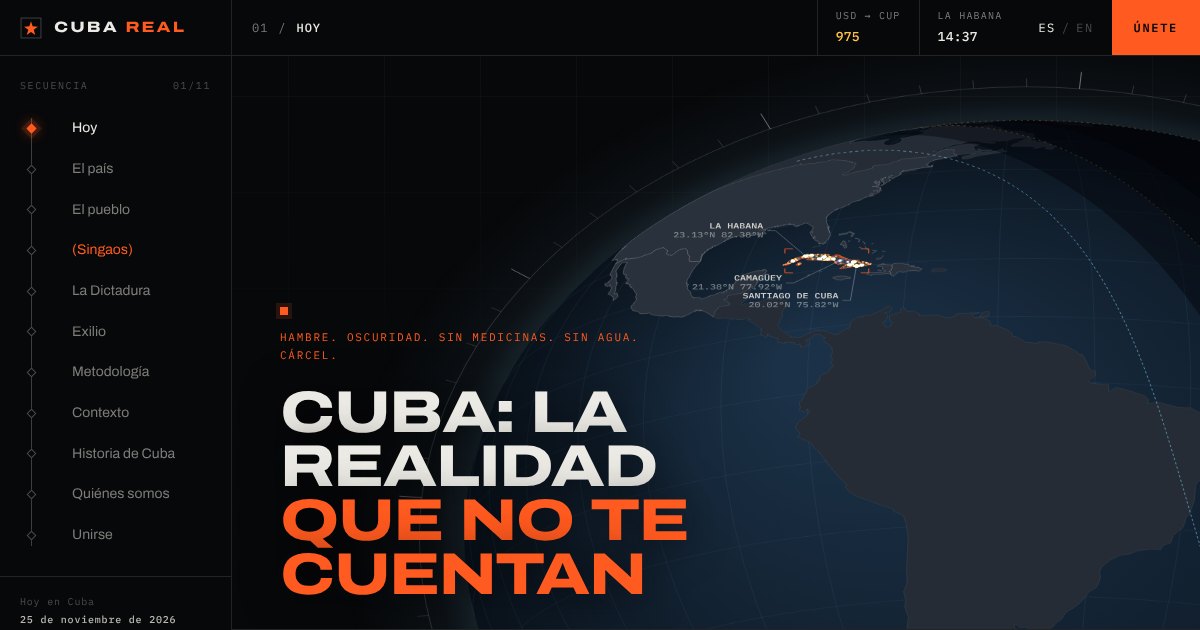 CUBA REAL
01 / HOY
USD → CUP
975
LA HABANA
14:37
ES / EN
ÚNETE
SECUENCIA 01/11
Hoy
El país
El pueblo
(Singaos)
La Dictadura
Exilio
Metodología
Contexto
Historia de Cuba
Quiénes somos
Unirse
Hoy en Cuba
25 de noviembre de 2026
LA HABANA
23.13°N 82.38°W
CAMAGÜEY
21.38°N 77.92°W
SANTIAGO DE CUBA
20.02°N 75.82°W
HAMBRE. OSCURIDAD. SIN MEDICINAS. SIN AGUA.
CÁRCEL.
CUBA: LA
REALIDAD
QUE NO TE
CUENTAN